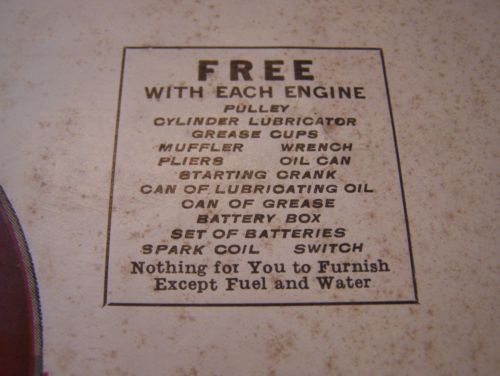 FREE
WITH EACH ENGINE
PULLEY
CYLINDER LUBRICATOR
GREASE CUPS
MUFFLER WRENCH
PLIERS OIL CAN
STARTING CRANK
CAN OF LUBRICATING OIL
CAN OF GREASE
BATTERY BOX
SET OF BATTERIES
SPARK COIL SWITCH
Nothing for You to Furnish
Except Fuel and Water